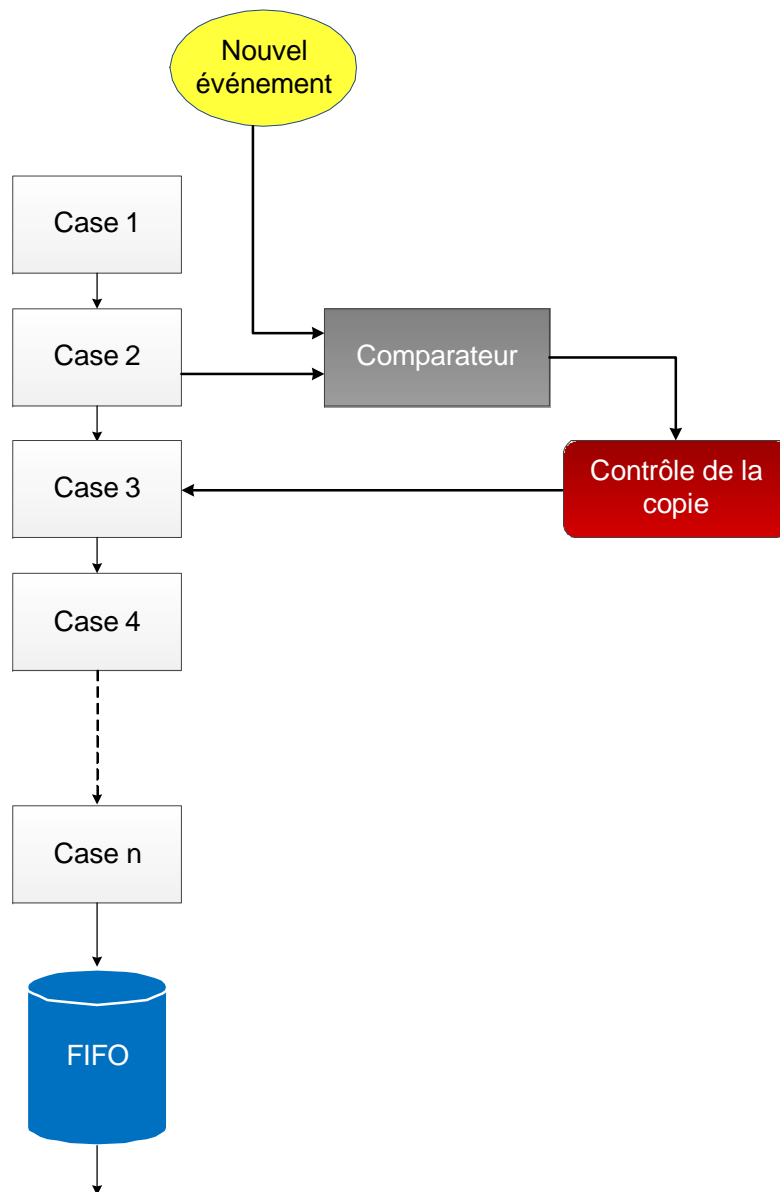 Nouvel
événement
Case 1
Case 2
Comparateur
Case 3
Contrôle de la
copie
Case 4
Case n
FIFO